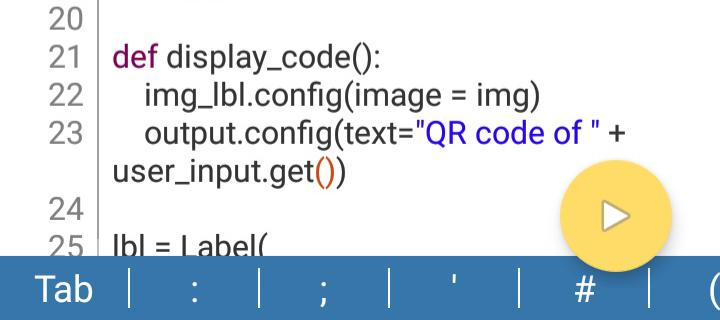 20
21 def display_code():
22 img_lbl.config(image = img)
23 output.config(text="QR code of " +
user_input.get())
24
25 lbl = Label(
Tab | : | ; | ' | # | (